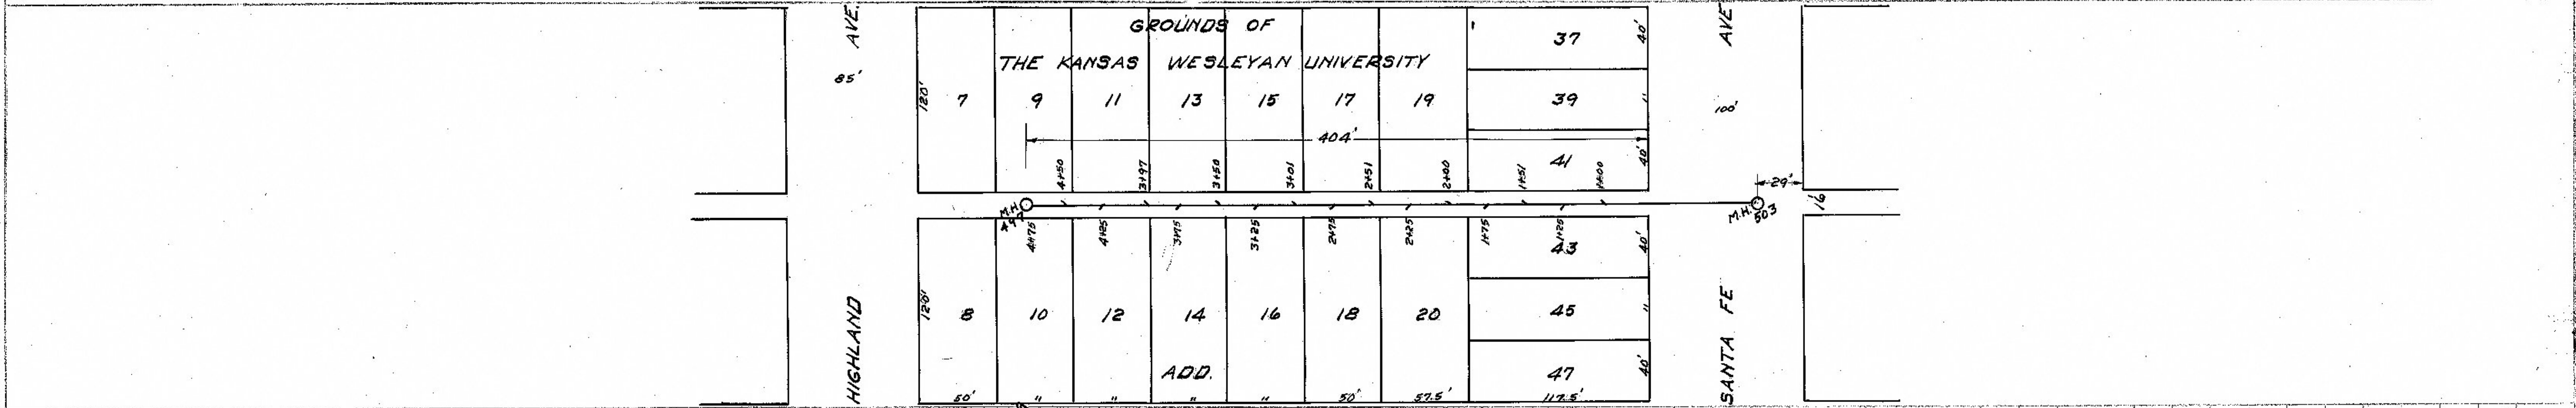 AVE.
GROUNDS OF
37 40'
AVE
85'
THE KANSAS WESLEYAN UNIVERSITY
120' 7 9 11 13 15 17 19 39 "
100'
404'
4+50 3+97 3+50 3+01 2+51 2+00 1+51 41 1+00 40'
29'
M.H. M.H. 503 16
4+75 4+25 3+75 3+25 2+75 2+25 1+75 1+25
43 40'
120' 8 10 12 14 16 18 20 45 "
HIGHLAND
SANTA FE
ADD.
47 40'
50' " " " " 50' 57.5' 117.5'